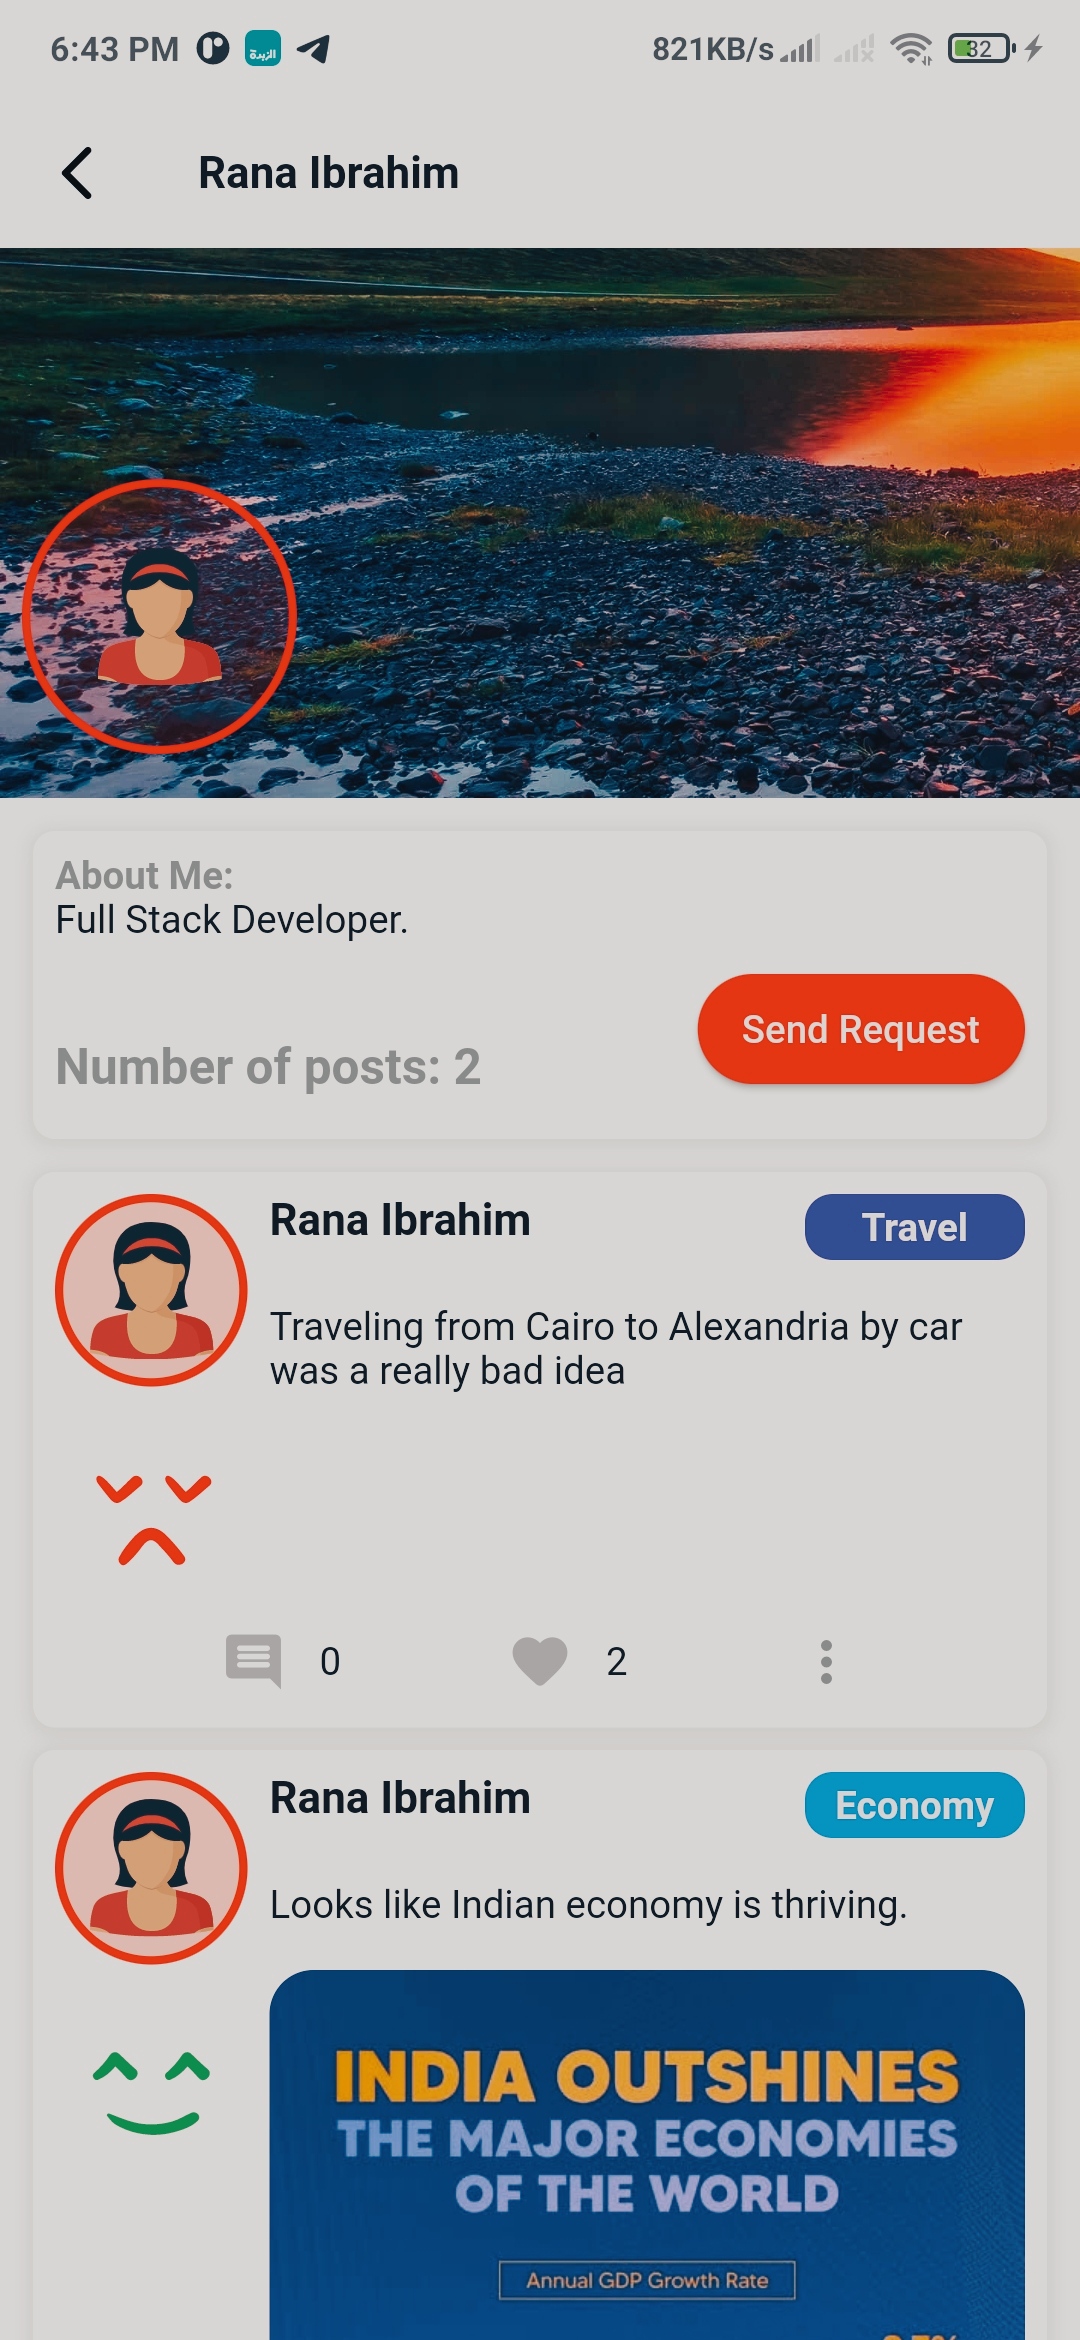 6:43 PM الزبدة 821KB/s 32
Rana Ibrahim
About Me:
Full Stack Developer.
Send Request
Number of posts: 2
Rana Ibrahim
Travel
Traveling from Cairo to Alexandria by car
was a really bad idea
0 2
Rana Ibrahim
Economy
Looks like Indian economy is thriving.
INDIA OUTSHINES
THE MAJOR ECONOMIES
OF THE WORLD
Annual GDP Growth Rate